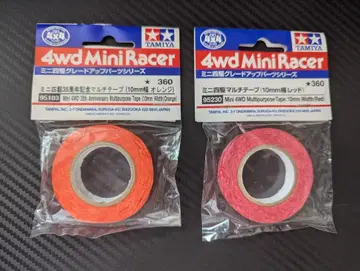 4x4
TAMIYA
4wd Mini Racer
★ 360
ミニ四駆グレードアップパーツシリーズ
ミニ四駆35周年記念マルチテープ(10mm幅 オレンジ)
Mini 4WD 35th Anniversary Multipurpose Tape (10mm Width/Orange)
4x4
TAMIYA
4wd Mini Racer
★360
ミニ四駆グレードアップパーツシリーズ
ミニ四駆マルチテープ(10mm幅 レッド)
95230 Mini 4WD Multipurpose Tape (10mm Width/Red)